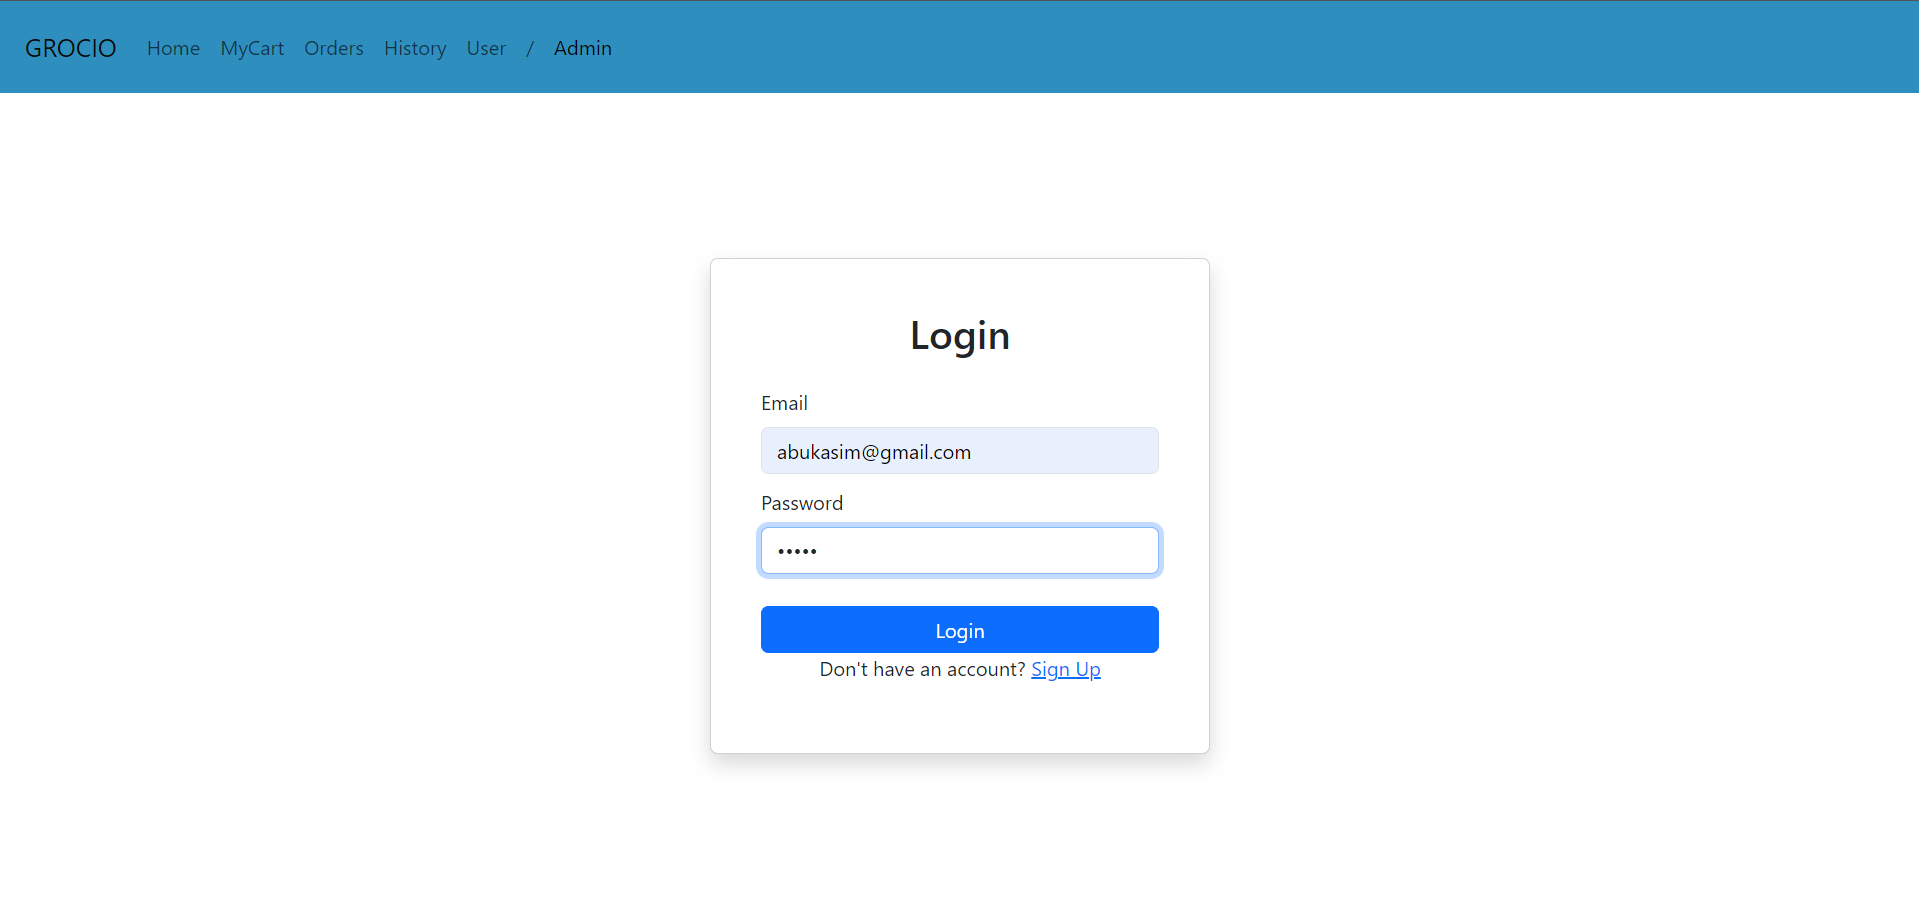 GROCIO Home MyCart Orders History User / Admin
Login
Email
abukasim@gmail.com
Password
•••••
Login
Don't have an account? Sign Up